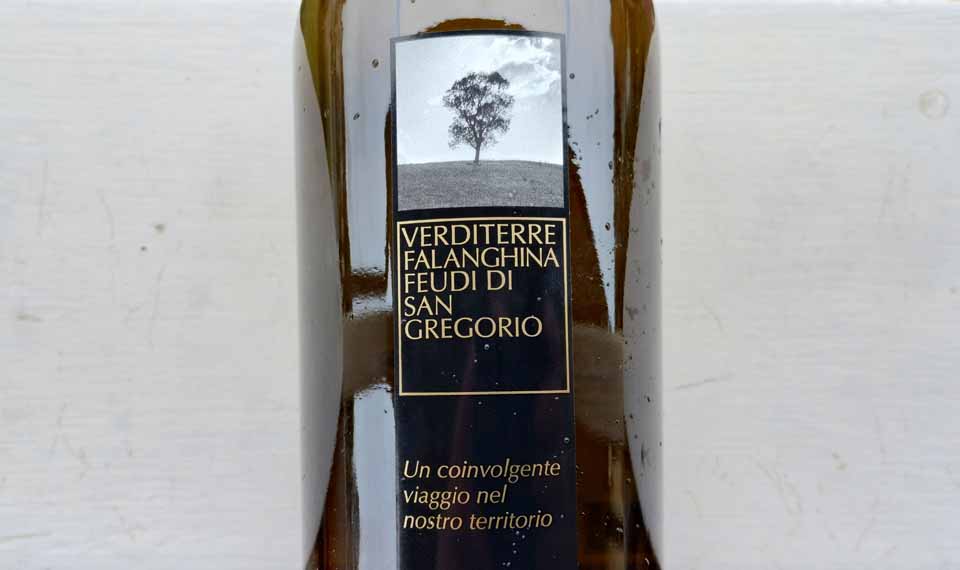 VERDITERRE
FALANGHINA
FEUDI DI
SAN
GREGORIO
Un coinvolgente
viaggio nel
nostro territorio